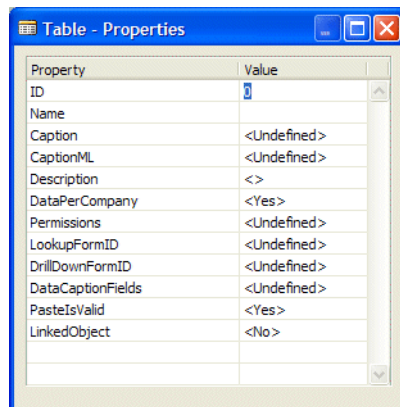 Table - Properties
Property Value
ID 0
Name
Caption <Undefined>
CaptionML <Undefined>
Description <>
DataPerCompany <Yes>
Permissions <Undefined>
LookupFormID <Undefined>
DrillDownFormID <Undefined>
DataCaptionFields <Undefined>
PasteIsValid <Yes>
LinkedObject <No>